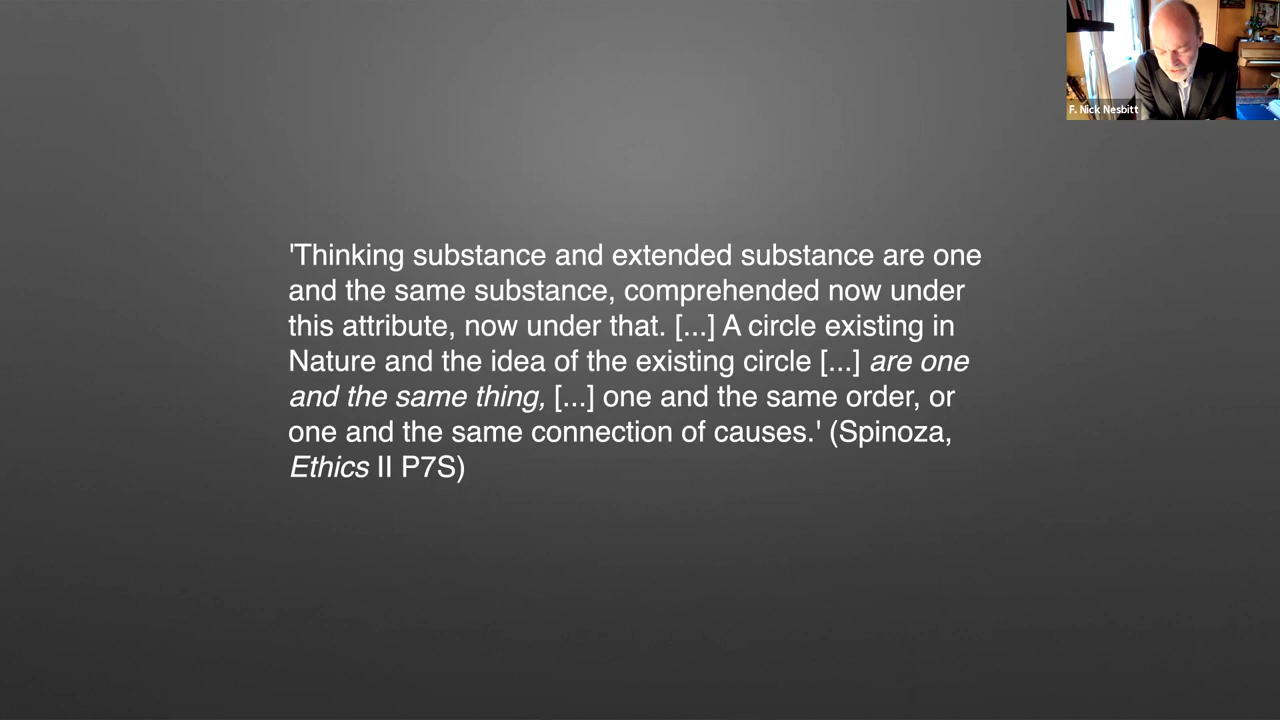 F. Nick Nesbitt
'Thinking substance and extended substance are one
and the same substance, comprehended now under
this attribute, now under that. [...] A circle existing in
Nature and the idea of the existing circle [...] are one
and the same thing, [...] one and the same order, or
one and the same connection of causes.' (Spinoza,
Ethics II P7S)